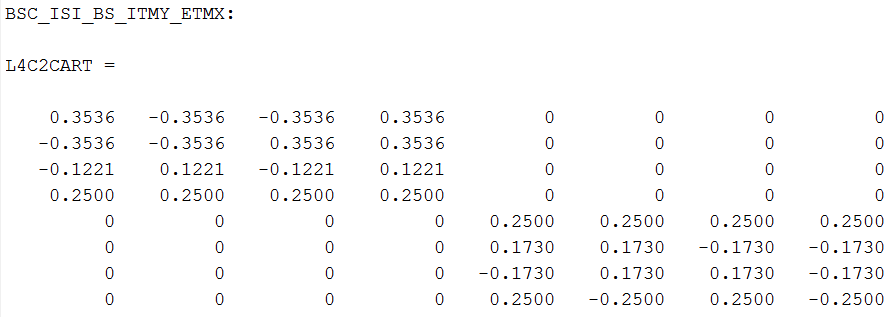 BSC_ISI_BS_ITMY_ETMX:
L4C2CART =
0.3536 -0.3536 -0.3536 0.3536 0 0 0 0
-0.3536 -0.3536 0.3536 0.3536 0 0 0 0
-0.1221 0.1221 -0.1221 0.1221 0 0 0 0
0.2500 0.2500 0.2500 0.2500 0 0 0 0
0 0 0 0 0.2500 0.2500 0.2500 0.2500
0 0 0 0 0.1730 0.1730 -0.1730 -0.1730
0 0 0 0 -0.1730 0.1730 0.1730 -0.1730
0 0 0 0 0.2500 -0.2500 0.2500 -0.2500